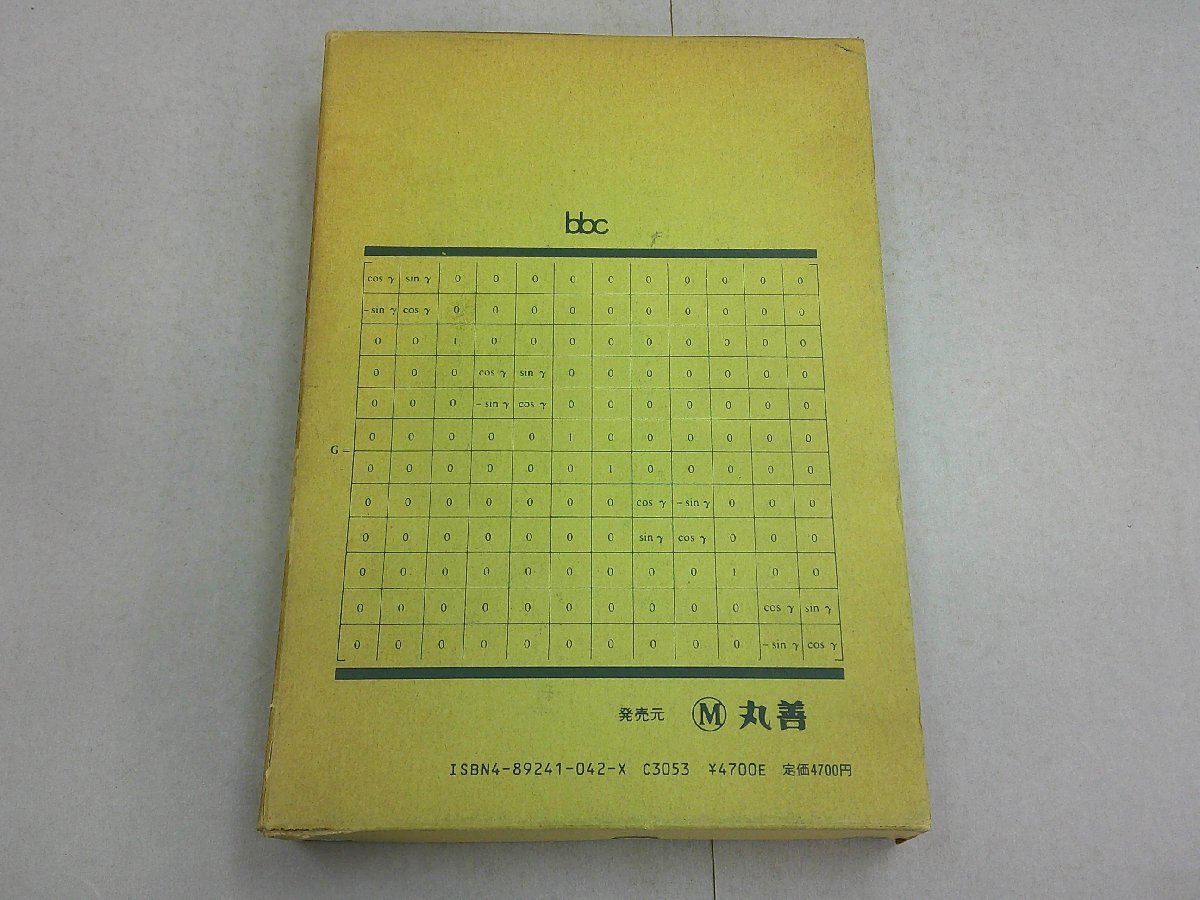 bbc
cos γ sin γ 0 0 0 0 0 0 0 0 0 0
−sin γ cos γ 0 0 0 0 0 0 0 0 0 0
0 0 1 0 0 0 0 0 0 0 0 0
0 0 0 cos γ sin γ 0 0 0 0 0 0 0
0 0 0 −sin γ cos γ 0 0 0 0 0 0 0
0 0 0 0 0 1 0 0 0 0 0 0
G =
0 0 0 0 0 0 1 0 0 0 0 0
0 0 0 0 0 0 0 cos γ −sin γ 0 0 0
0 0 0 0 0 0 0 sin γ cos γ 0 0 0
0 0 0 0 0 0 0 0 0 1 0 0
0 0 0 0 0 0 0 0 0 0 cos γ sin γ
0 0 0 0 0 0 0 0 0 0 −sin γ cos γ
発売元 M 丸善
ISBN4-89241-042-X C3053 ¥4700E 定価4700円